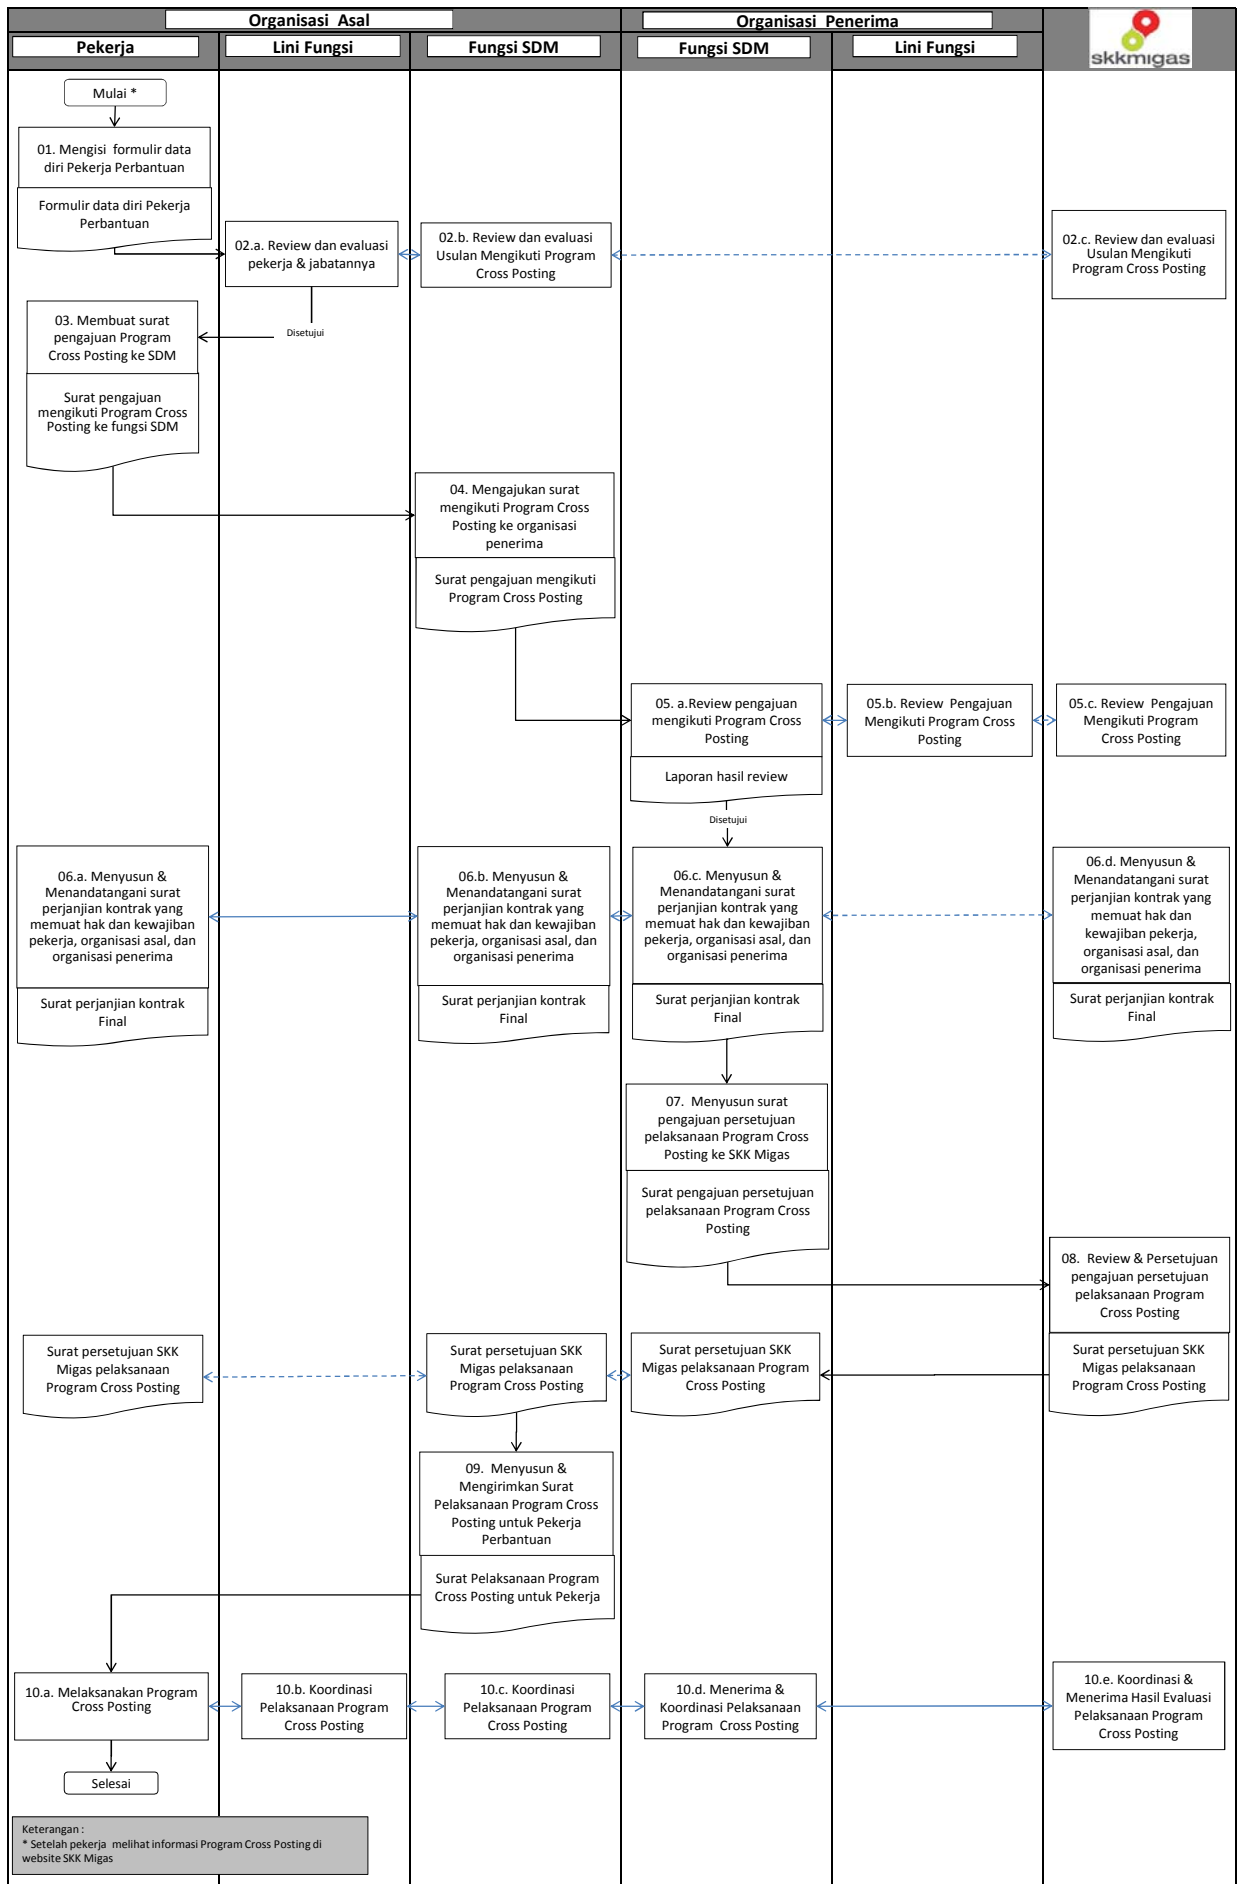 Organisasi Asal
Organisasi Penerima
Pekerja
Lini Fungsi
Fungsi SDM
Fungsi SDM
Lini Fungsi
skkmigas
Mulai *
01. Mengisi formulir data
diri Pekerja Perbantuan
Formulir data diri Pekerja
Perbantuan
02.a. Review dan evaluasi
pekerja & jabatannya
02.b. Review dan evaluasi
Usulan Mengikuti Program
Cross Posting
02.c. Review dan evaluasi
Usulan Mengikuti
Program Cross Posting
Disetujui
03. Membuat surat
pengajuan Program
Cross Posting ke SDM
Surat pengajuan
mengikuti Program Cross
Posting ke fungsi SDM
04. Mengajukan surat
mengikuti Program Cross
Posting ke organisasi
penerima
Surat pengajuan mengikuti
Program Cross Posting
05. a.Review pengajuan
mengikuti Program Cross
Posting
Laporan hasil review
05.b. Review Pengajuan
Mengikuti Program Cross
Posting
05.c. Review Pengajuan
Mengikuti Program
Cross Posting
Disetujui
06.a. Menyusun &
Menandatangani surat
perjanjian kontrak yang
memuat hak dan kewajiban
pekerja, organisasi asal, dan
organisasi penerima
Surat perjanjian kontrak
Final
06.b. Menyusun &
Menandatangani surat
perjanjian kontrak yang
memuat hak dan kewajiban
pekerja, organisasi asal, dan
organisasi penerima
Surat perjanjian kontrak
Final
06.c. Menyusun &
Menandatangani surat
perjanjian kontrak yang
memuat hak dan kewajiban
pekerja, organisasi asal, dan
organisasi penerima
Surat perjanjian kontrak
Final
06.d. Menyusun &
Menandatangani surat
perjanjian kontrak yang
memuat hak dan
kewajiban pekerja,
organisasi asal, dan
organisasi penerima
Surat perjanjian kontrak
Final
07. Menyusun surat
pengajuan persetujuan
pelaksanaan Program Cross
Posting ke SKK Migas
Surat pengajuan persetujuan
pelaksanaan Program Cross
Posting
08. Review & Persetujuan
pengajuan persetujuan
pelaksanaan Program
Cross Posting
Surat persetujuan SKK
Migas pelaksanaan
Program Cross Posting
Surat persetujuan SKK
Migas pelaksanaan
Program Cross Posting
Surat persetujuan SKK
Migas pelaksanaan Program
Cross Posting
Surat persetujuan SKK
Migas pelaksanaan
Program Cross Posting
09. Menyusun &
Mengirimkan Surat
Pelaksanaan Program Cross
Posting untuk Pekerja
Perbantuan
Surat Pelaksanaan Program
Cross Posting untuk Pekerja
10.a. Melaksanakan Program
Cross Posting
10.b. Koordinasi
Pelaksanaan Program
Cross Posting
10.c. Koordinasi
Pelaksanaan Program
Cross Posting
10.d. Menerima &
Koordinasi Pelaksanaan
Program Cross Posting
10.e. Koordinasi &
Menerima Hasil Evaluasi
Pelaksanaan Program
Cross Posting
Selesai
Keterangan :
* Setelah pekerja melihat informasi Program Cross Posting di
website SKK Migas